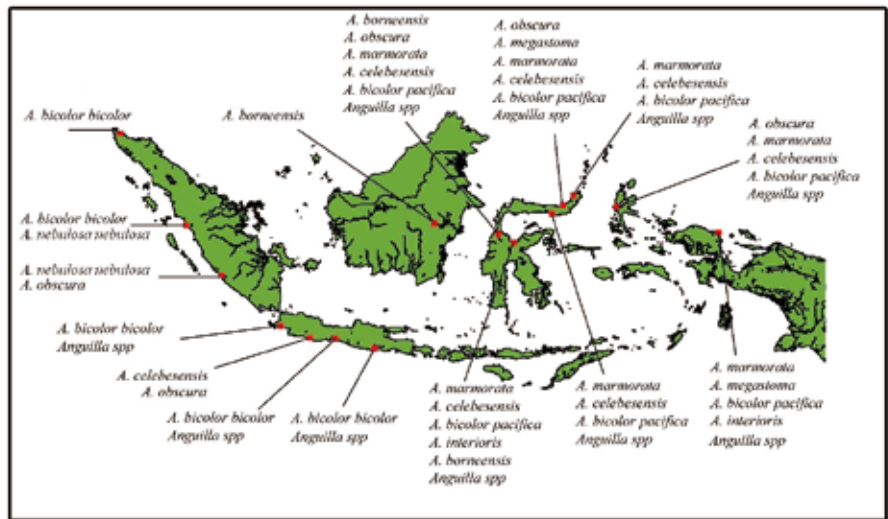 A. borneensis
A. obscura
A. marmorata
A. celebesensis
A. bicolor pacifica
Anguilla spp
A. obscura
A. megastoma
A. marmorata
A. celebesensis
A. bicolor pacifica
Anguilla spp
A. marmorata
A. celebesensis
A. bicolor pacifica
Anguilla spp
A. bicolor bicolor
A. borneensis
A. obscura
A. marmorata
A. celebesensis
A. bicolor pacifica
Anguilla spp
A. bicolor bicolor
A. nebulosa nebulosa
A. nebulosa nebulosa
A. obscura
A. bicolor bicolor
Anguilla spp
A. celebesensis
A. obscura
A. bicolor bicolor
Anguilla spp
A. bicolor bicolor
Anguilla spp
A. marmorata
A. celebesensis
A. bicolor pacifica
A. interioris
A. borneensis
Anguilla spp
A. marmorata
A. celebesensis
A. bicolor pacifica
Anguilla spp
A. marmorata
A. megastoma
A. bicolor pacifica
A. interioris
Anguilla spp